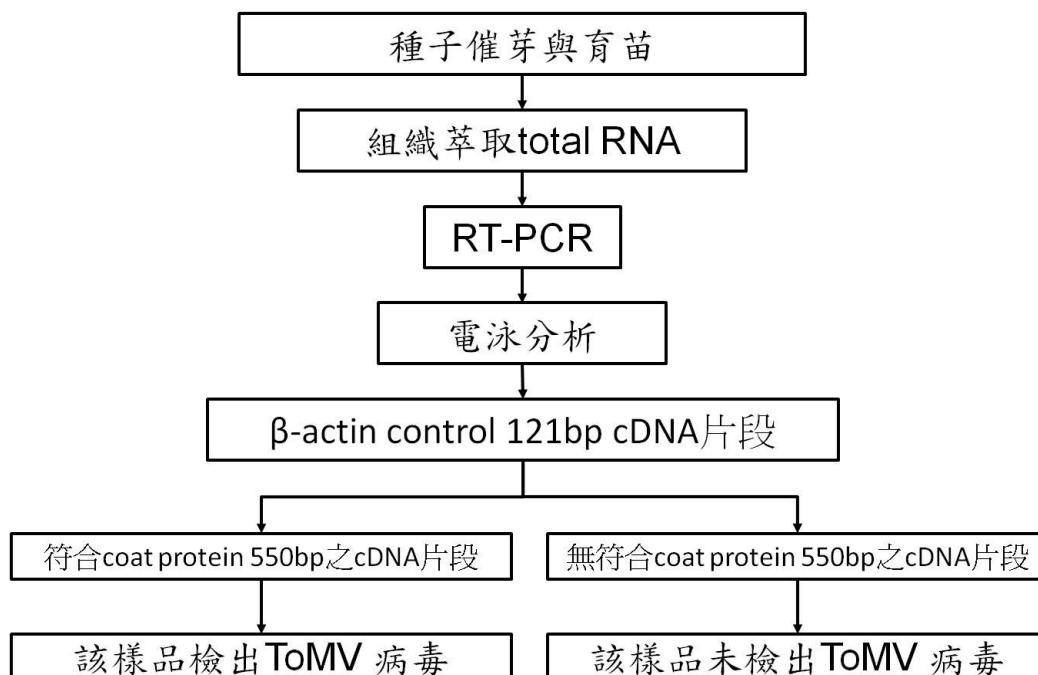 種子催芽與育苗
組織萃取total RNA
RT-PCR
電泳分析
β-actin control 121bp cDNA片段
符合coat protein 550bp之cDNA片段
無符合coat protein 550bp之cDNA片段
該樣品檢出ToMV 病毒
該樣品未檢出ToMV 病毒